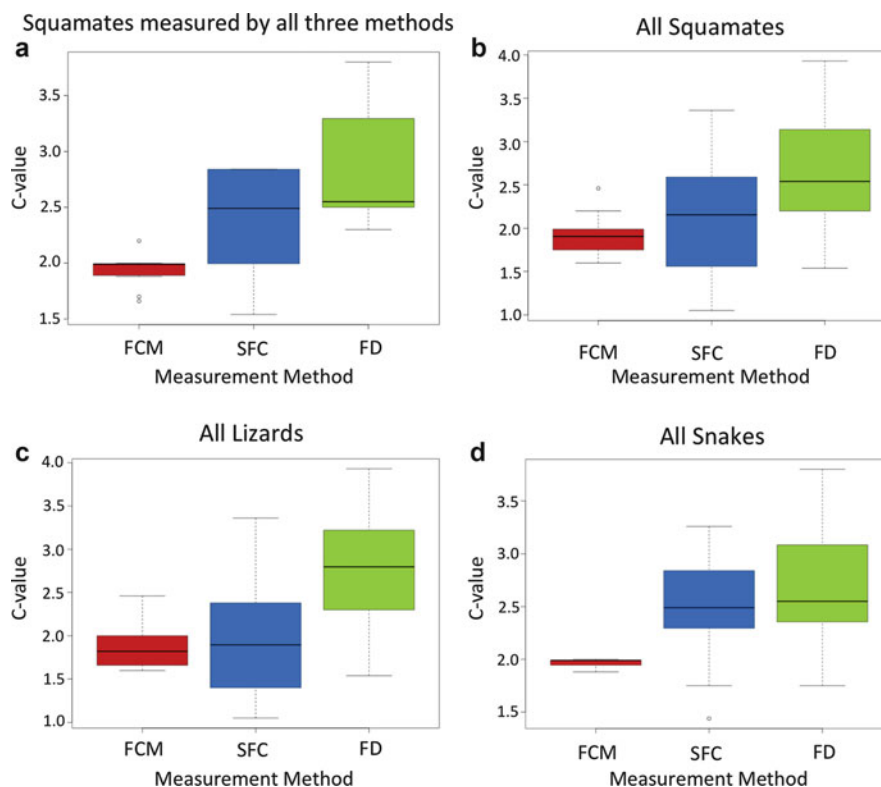 Squamates measured by all three methods
a
C-value
3.5
3.0
2.5
2.0
1.5
FCM SFC FD
Measurement Method
All Squamates
b
C-value
4.0
3.5
3.0
2.5
2.0
1.5
1.0
FCM SFC FD
Measurement Method
All Lizards
c
C-value
4.0
3.5
3.0
2.5
2.0
1.5
1.0
FCM SFC FD
Measurement Method
All Snakes
d
C-value
3.5
3.0
2.5
2.0
1.5
FCM SFC FD
Measurement Method